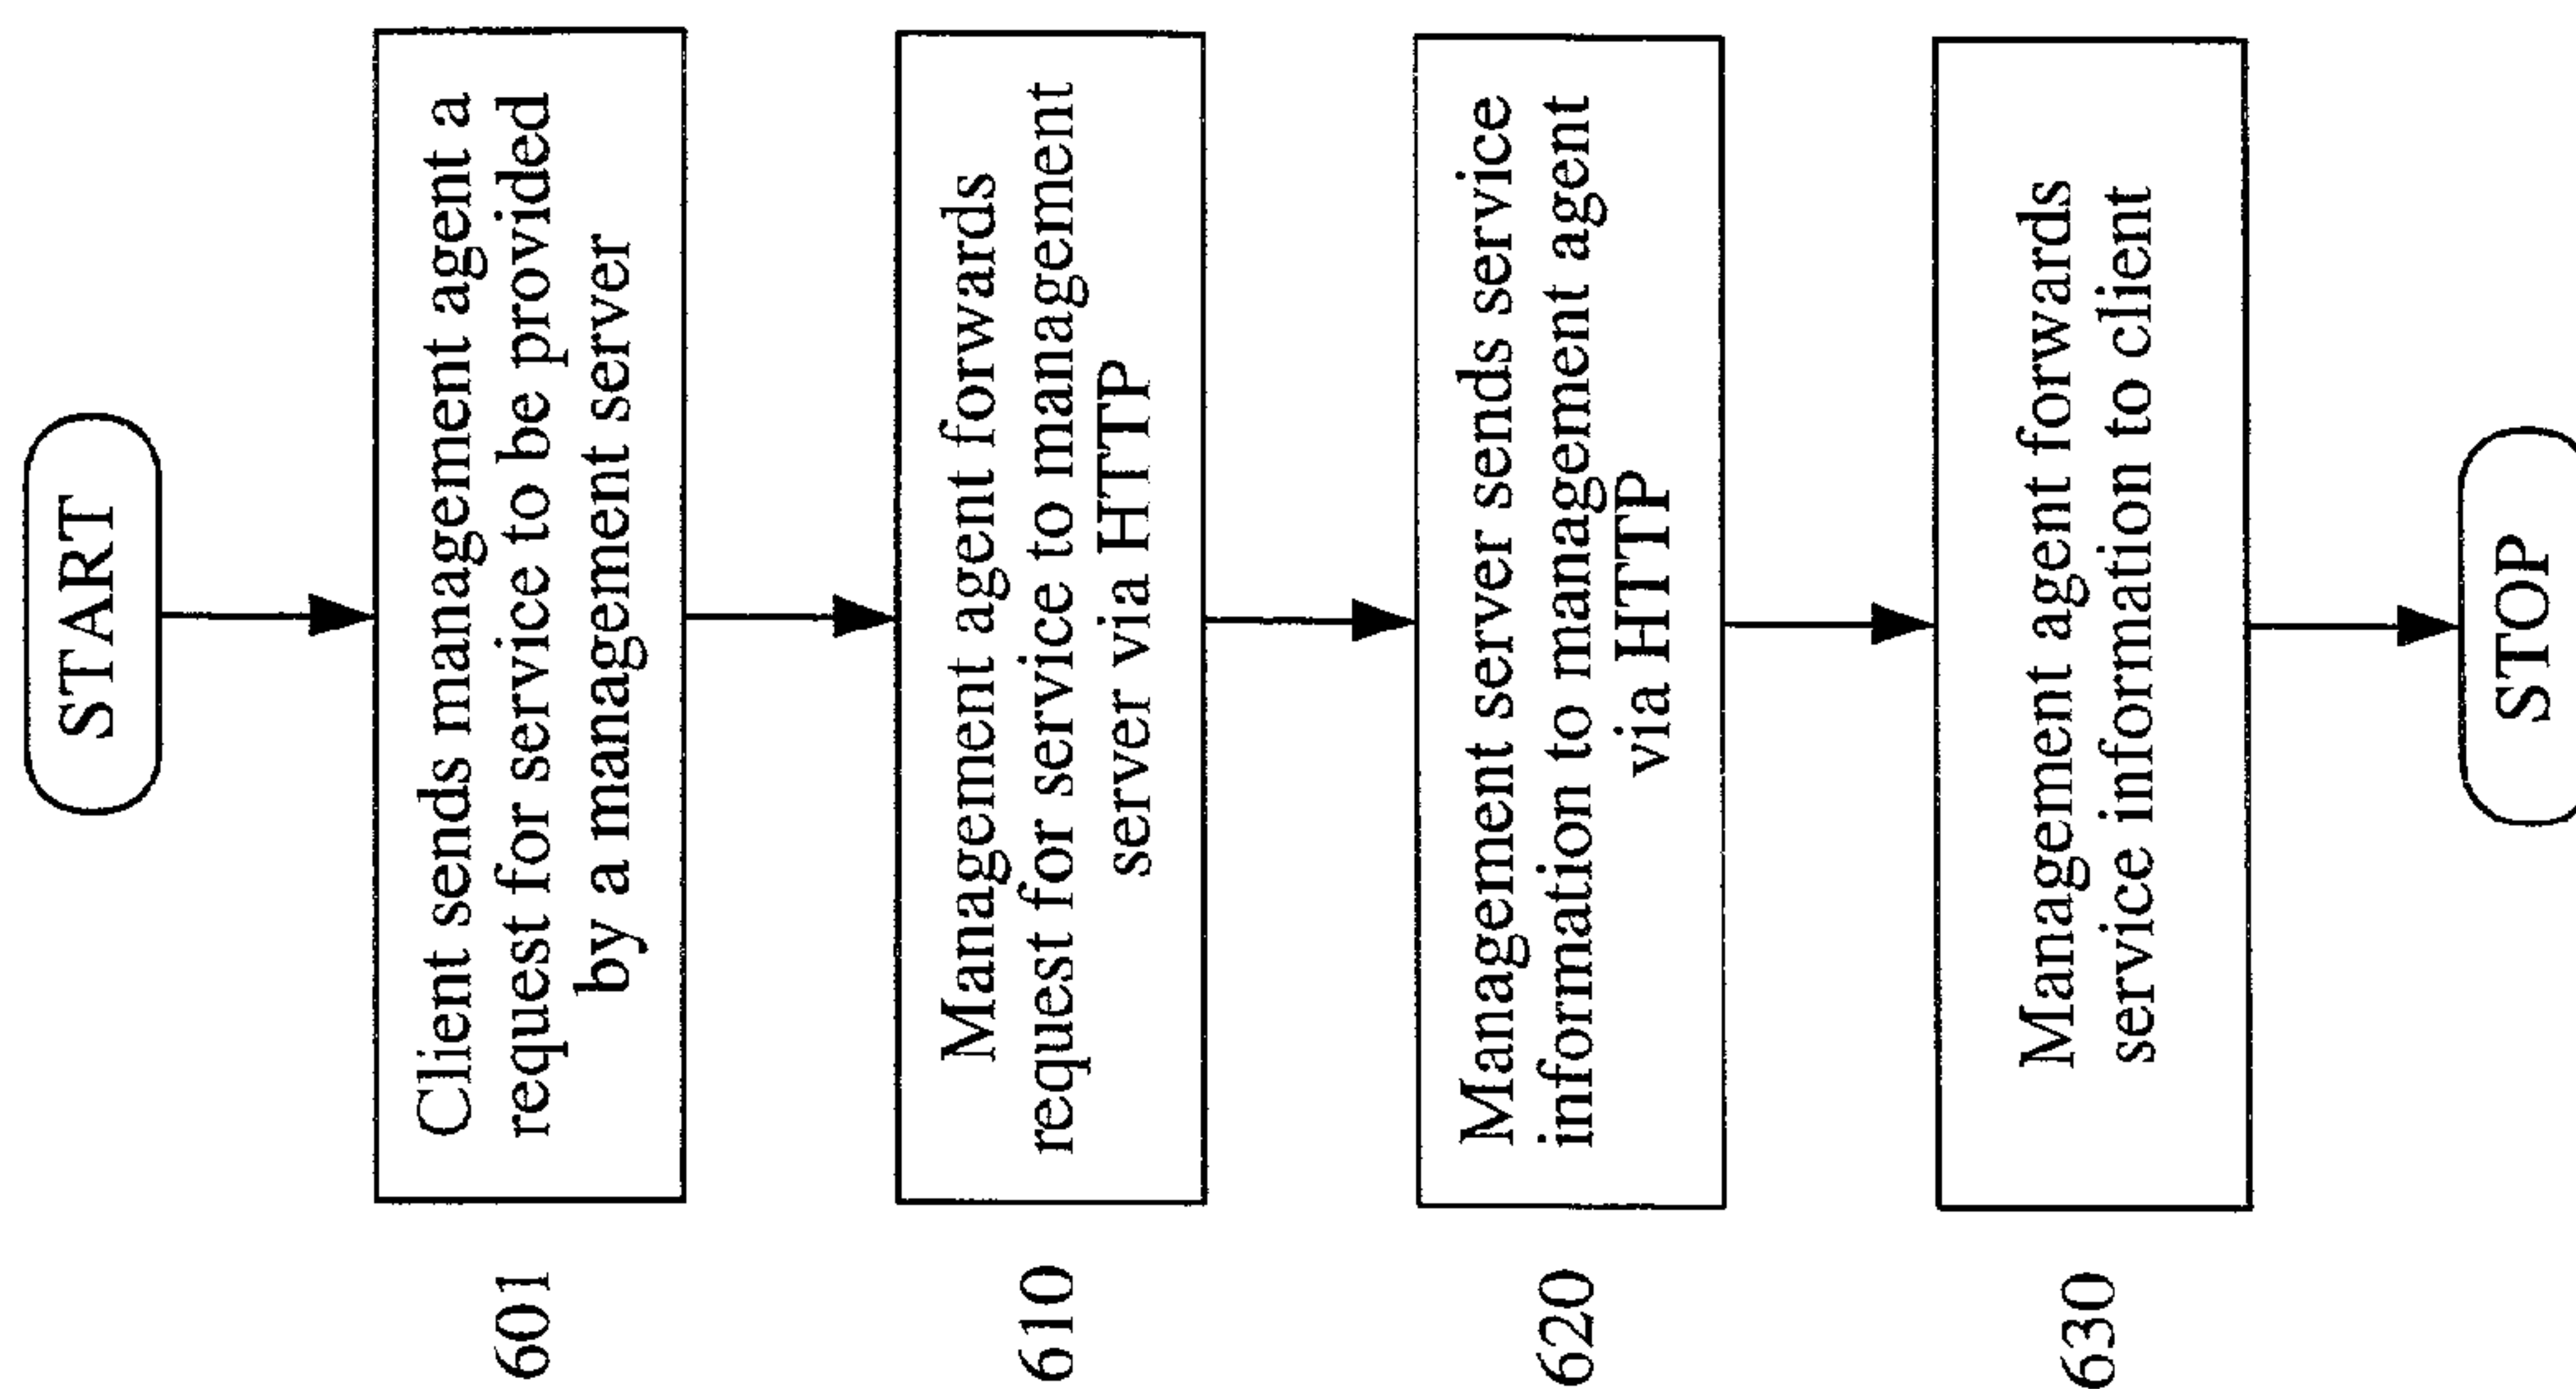 START
601
Client sends management agent a
request for service to be provided
by a management server
610
Management agent forwards
request for service to management
server via HTTP
620
Management server sends service
information to management agent
via HTTP
630
Management agent forwards
service information to client
STOP